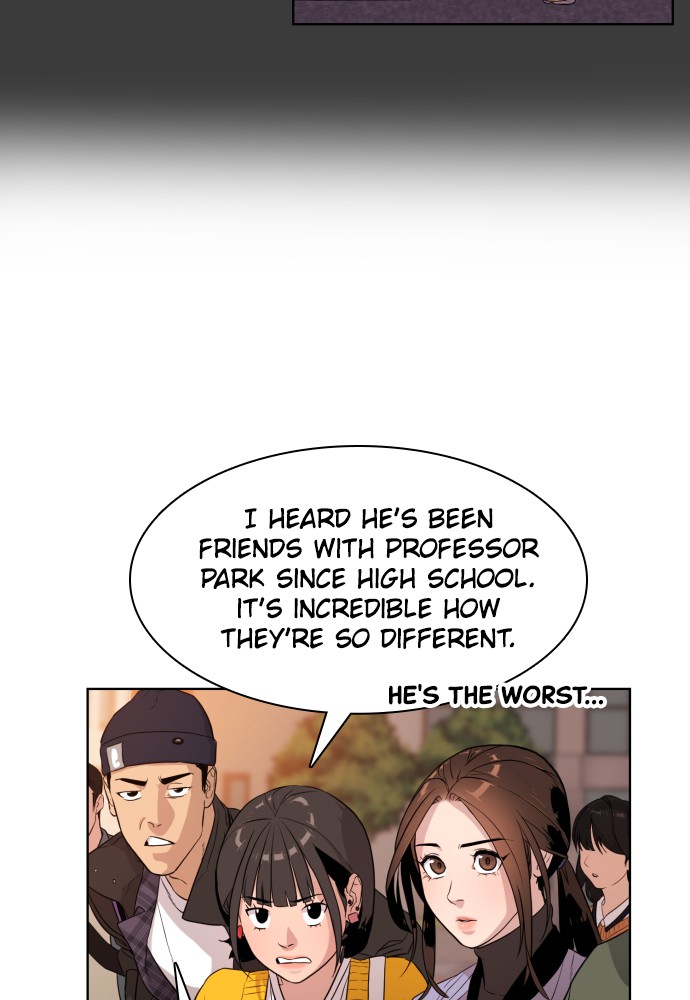 I HEARD HE'S BEEN
FRIENDS WITH PROFESSOR
PARK SINCE HIGH SCHOOL.
IT'S INCREDIBLE HOW
THEY'RE SO DIFFERENT.
HE'S THE WORST...